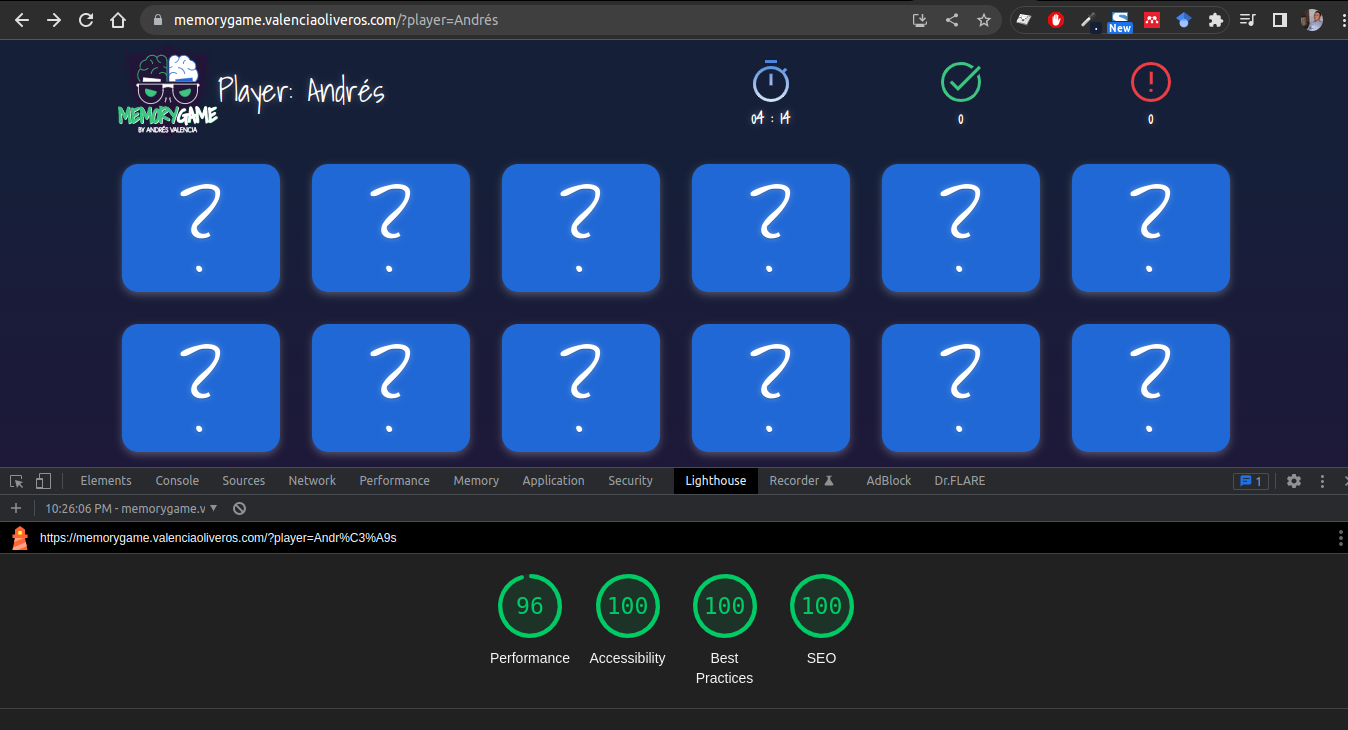 memorygame.valenciaoliveros.com/?player=Andrés
New
MEMORYGAME
BY ANDRÉS VALENCIA
Player: Andrés
04 : 14
0
0
? ? ? ? ? ?
? ? ? ? ? ?
Elements Console Sources Network Performance Memory Application Security Lighthouse Recorder AdBlock Dr.FLARE 1
10:26:06 PM - memorygame.v
https://memorygame.valenciaoliveros.com/?player=Andr%C3%A9s
96 100 100 100
Performance Accessibility Best Practices SEO